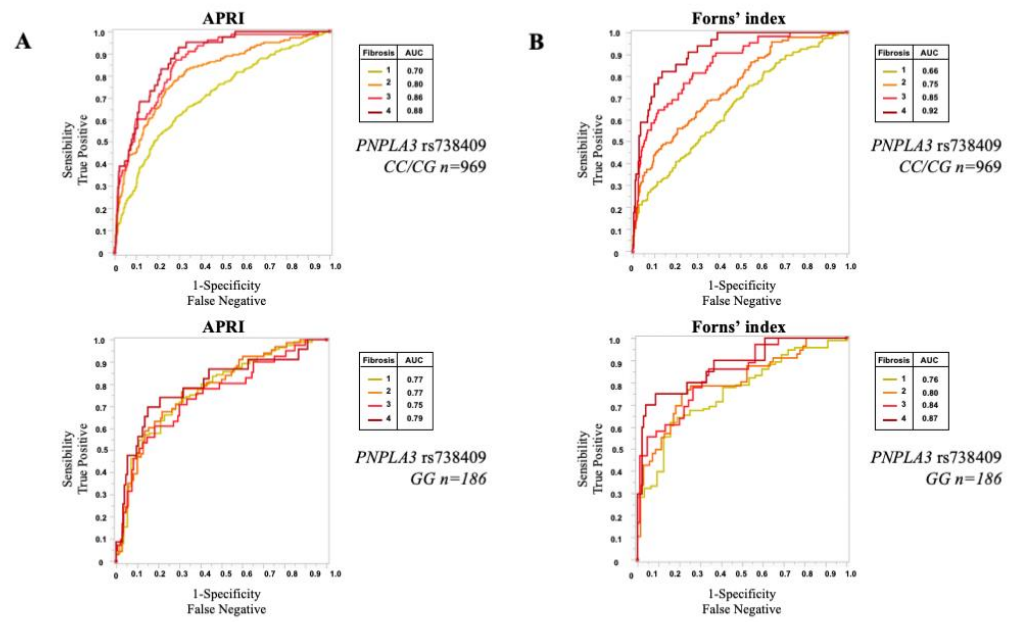 A
APRI
Sensibility
True Positive
1.0
0.9
0.8
0.7
0.6
0.5
0.4
0.3
0.2
0.1
0
0 0.1 0.2 0.3 0.4 0.5 0.6 0.7 0.8 0.9 1.0
1-Specificity
False Negative
Fibrosis AUC
1 0.70
2 0.80
3 0.86
4 0.88
PNPLA3 rs738409
CC/CG n=969
B
Forns’ index
Sensibility
True Positive
1.0
0.9
0.8
0.7
0.6
0.5
0.4
0.3
0.2
0.1
0
0 0.1 0.2 0.3 0.4 0.5 0.6 0.7 0.8 0.9 1.0
1-Specificity
False Negative
Fibrosis AUC
1 0.66
2 0.75
3 0.85
4 0.92
PNPLA3 rs738409
CC/CG n=969
APRI
Sensibility
True Positive
1.0
0.9
0.8
0.7
0.6
0.5
0.4
0.3
0.2
0.1
0
0 0.1 0.2 0.3 0.4 0.5 0.6 0.7 0.8 0.9 1.0
1-Specificity
False Negative
Fibrosis AUC
1 0.77
2 0.77
3 0.75
4 0.79
PNPLA3 rs738409
GG n=186
Forns’ index
Sensibility
True Positive
1.0
0.9
0.8
0.7
0.6
0.5
0.4
0.3
0.2
0.1
0
0 0.1 0.2 0.3 0.4 0.5 0.6 0.7 0.8 0.9 1.0
1-Specificity
False Negative
Fibrosis AUC
1 0.76
2 0.80
3 0.84
4 0.87
PNPLA3 rs738409
GG n=186